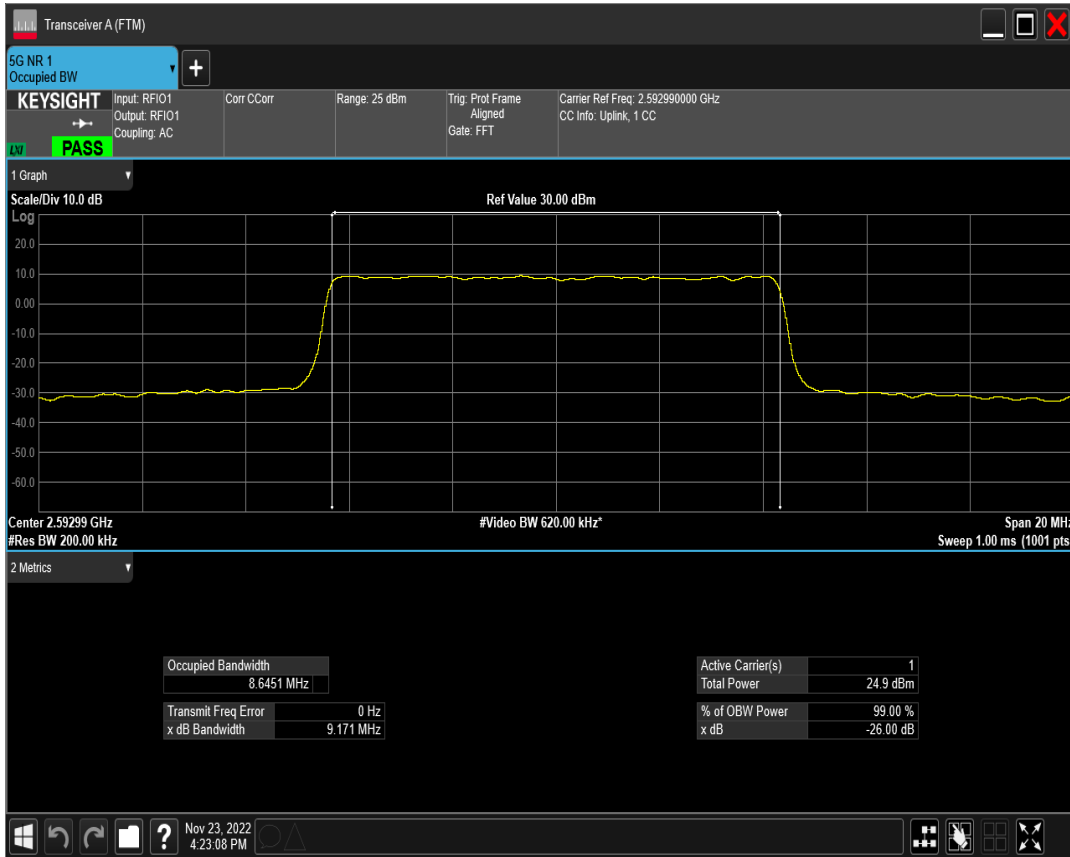 Transceiver A (FTM)
5G NR 1
Occupied BW
+
KEYSIGHT
LXI
PASS
Input: RFIO1
Output: RFIO1
Coupling: AC
Corr CCorr
Range: 25 dBm
Trig: Prot Frame
Aligned
Gate: FFT
Carrier Ref Freq: 2.592990000 GHz
CC Info: Uplink, 1 CC
1 Graph
Scale/Div 10.0 dB
Ref Value 30.00 dBm
Log
20.0
10.0
0.00
-10.0
-20.0
-30.0
-40.0
-50.0
-60.0
Center 2.59299 GHz
#Video BW 620.00 kHz*
Span 20 MHz
#Res BW 200.00 kHz
Sweep 1.00 ms (1001 pts
2 Metrics
Occupied Bandwidth
8.6451 MHz
Transmit Freq Error 0 Hz
x dB Bandwidth 9.171 MHz
Active Carrier(s) 1
Total Power 24.9 dBm
% of OBW Power 99.00 %
x dB -26.00 dB
?
Nov 23, 2022
4:23:08 PM